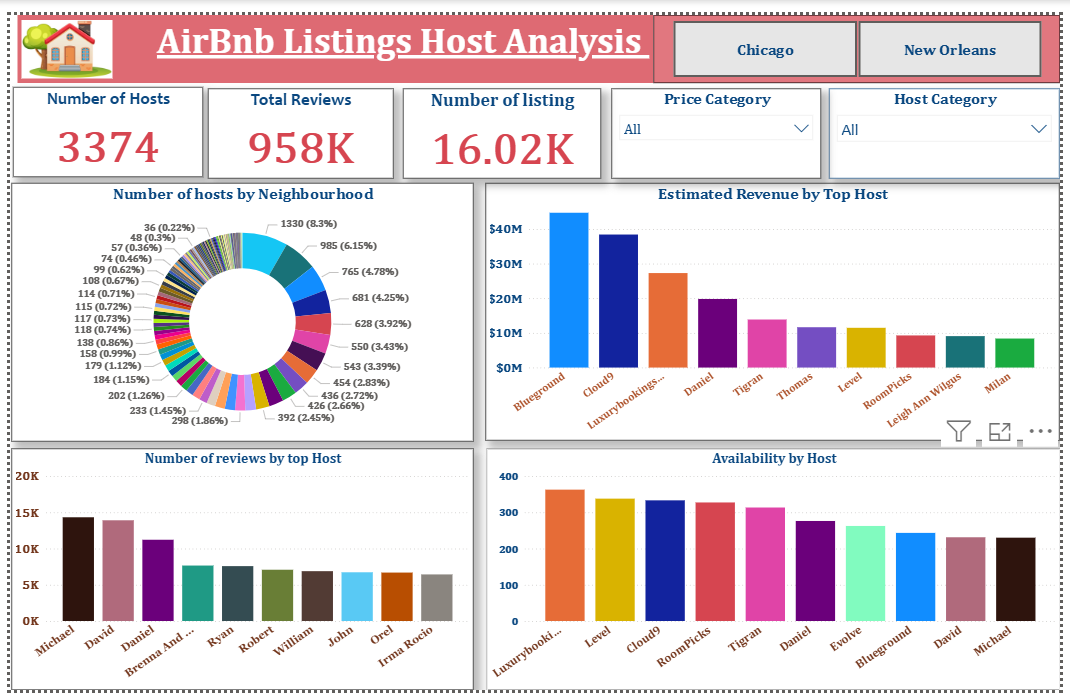 AirBnb Listings Host Analysis
Chicago
New Orleans
Number of Hosts
3374
Total Reviews
958K
Number of listing
16.02K
Price Category
All
Host Category
All
Number of hosts by Neighbourhood
1330 (8.3%)
985 (6.15%)
765 (4.78%)
681 (4.25%)
628 (3.92%)
550 (3.43%)
543 (3.39%)
454 (2.83%)
436 (2.72%)
426 (2.66%)
392 (2.45%)
298 (1.86%)
233 (1.45%)
202 (1.26%)
184 (1.15%)
179 (1.12%)
158 (0.99%)
138 (0.86%)
118 (0.74%)
117 (0.73%)
115 (0.72%)
114 (0.71%)
108 (0.67%)
99 (0.62%)
74 (0.46%)
57 (0.36%)
48 (0.3%)
36 (0.22%)
Estimated Revenue by Top Host
$40M
$30M
$20M
$10M
$0M
Blueground
Cloud9
Luxurybookings...
Daniel
Tigran
Thomas
Level
RoomPicks
Leigh Ann Wilgus
Milan
Number of reviews by top Host
20K
15K
10K
5K
0K
Michael
David
Daniel
Brenna And ...
Ryan
Robert
William
John
Orel
Irma Rocio
Availability by Host
400
300
200
100
0
Luxurybooki...
Level
Cloud9
RoomPicks
Tigran
Daniel
Evolve
Blueground
David
Michael